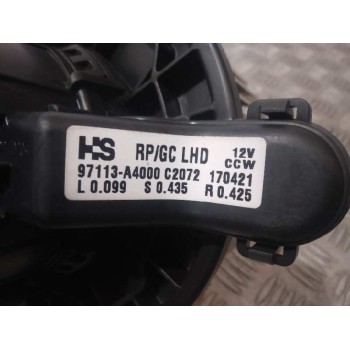 HS RP/GC LHD 12V
CCW
97113-A4000 C2072 170421
L 0.099 S 0.435 R 0.425